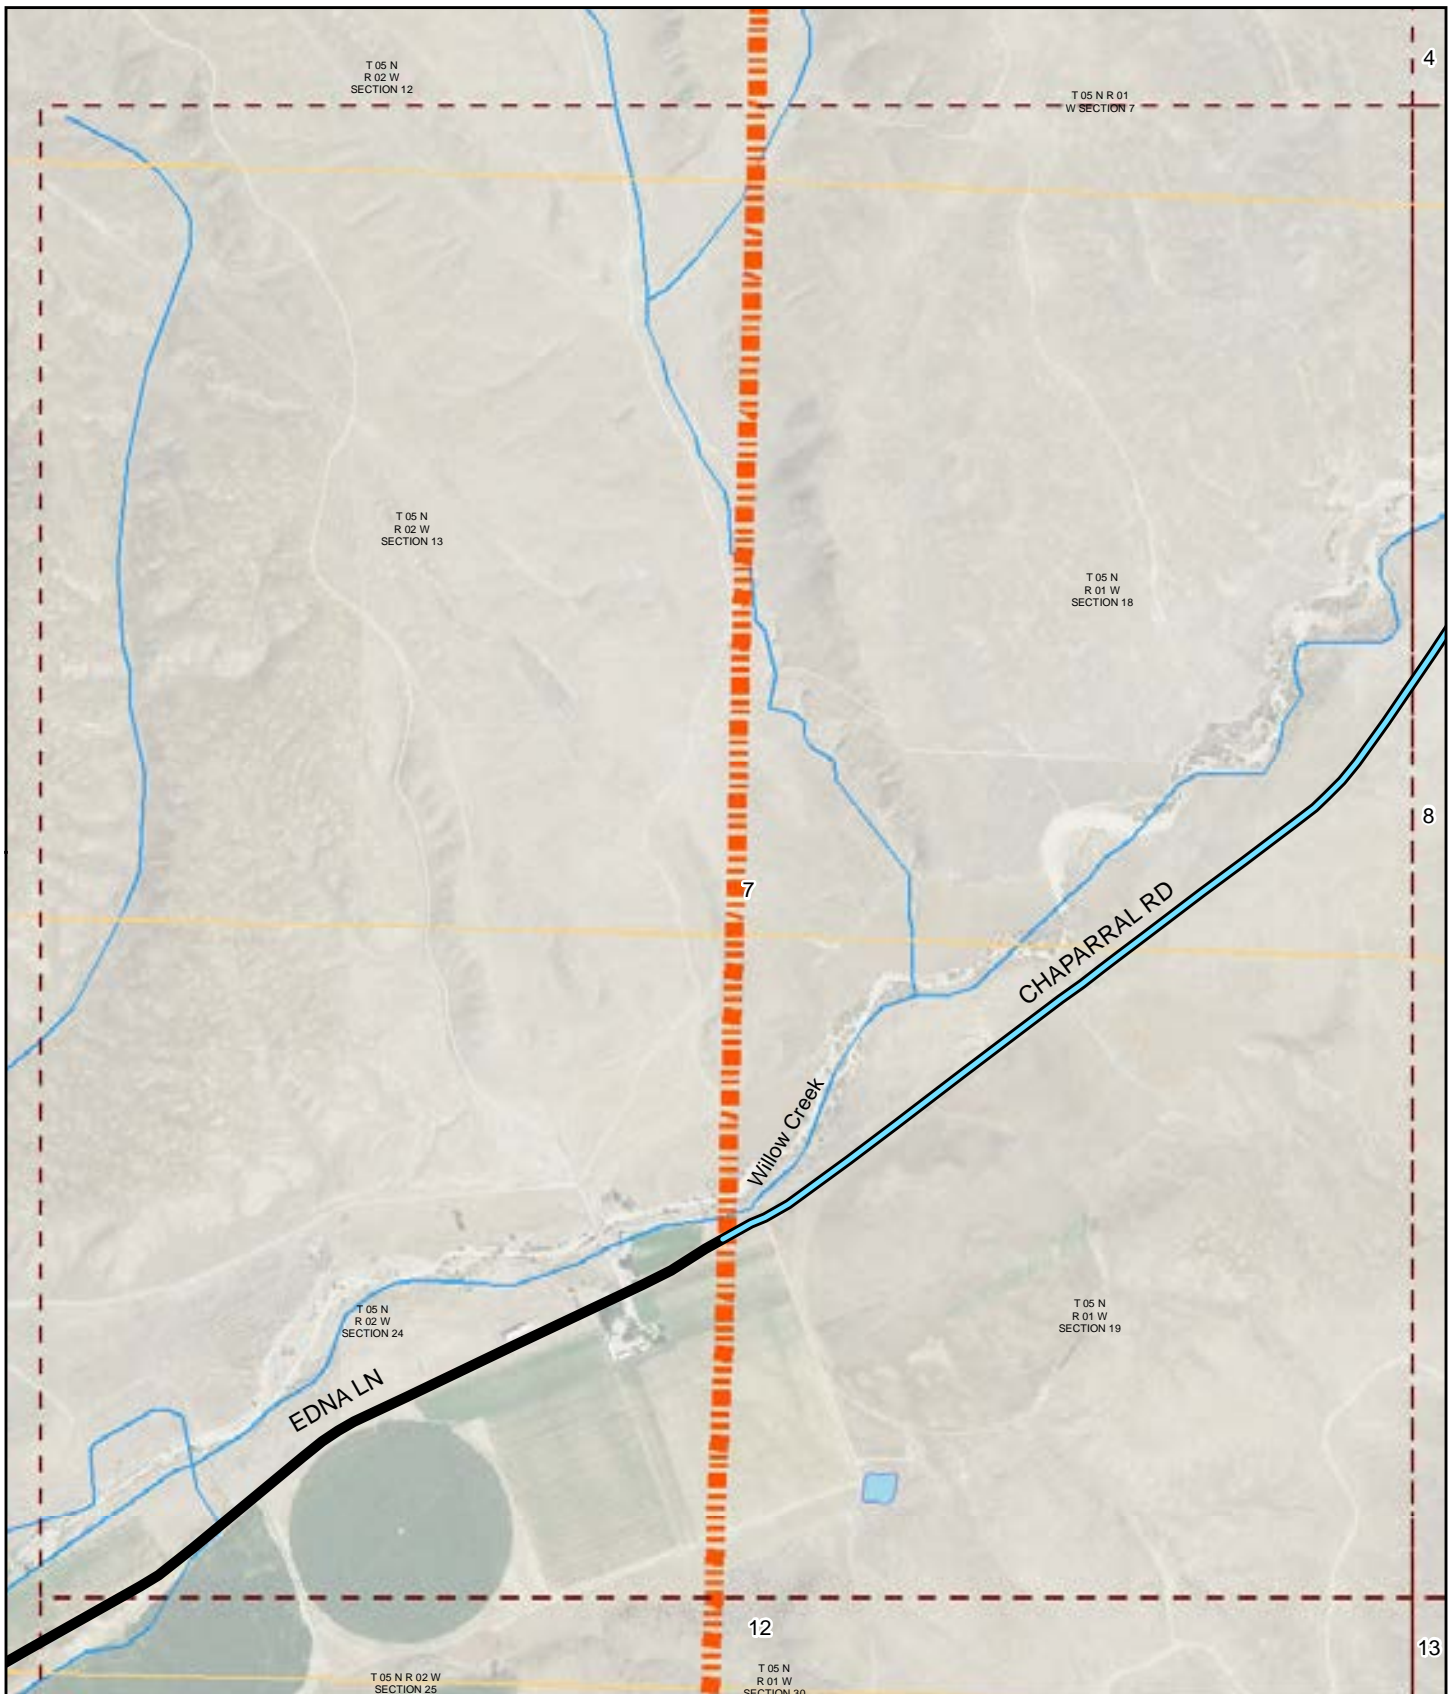 4
T 05 N
R 02 W
SECTION 12
T 05 N R 01
W SECTION 7
T 05 N
R 02 W
SECTION 13
T 05 N
R 01 W
SECTION 18
8
7
CHAPARRAL RD
Willow Creek
T 05 N
R 02 W
SECTION 24
T 05 N
R 01 W
SECTION 19
EDNA LN
12
13
T 05 N R 02 W
SECTION 25
T 05 N
R 01 W
SECTION 30